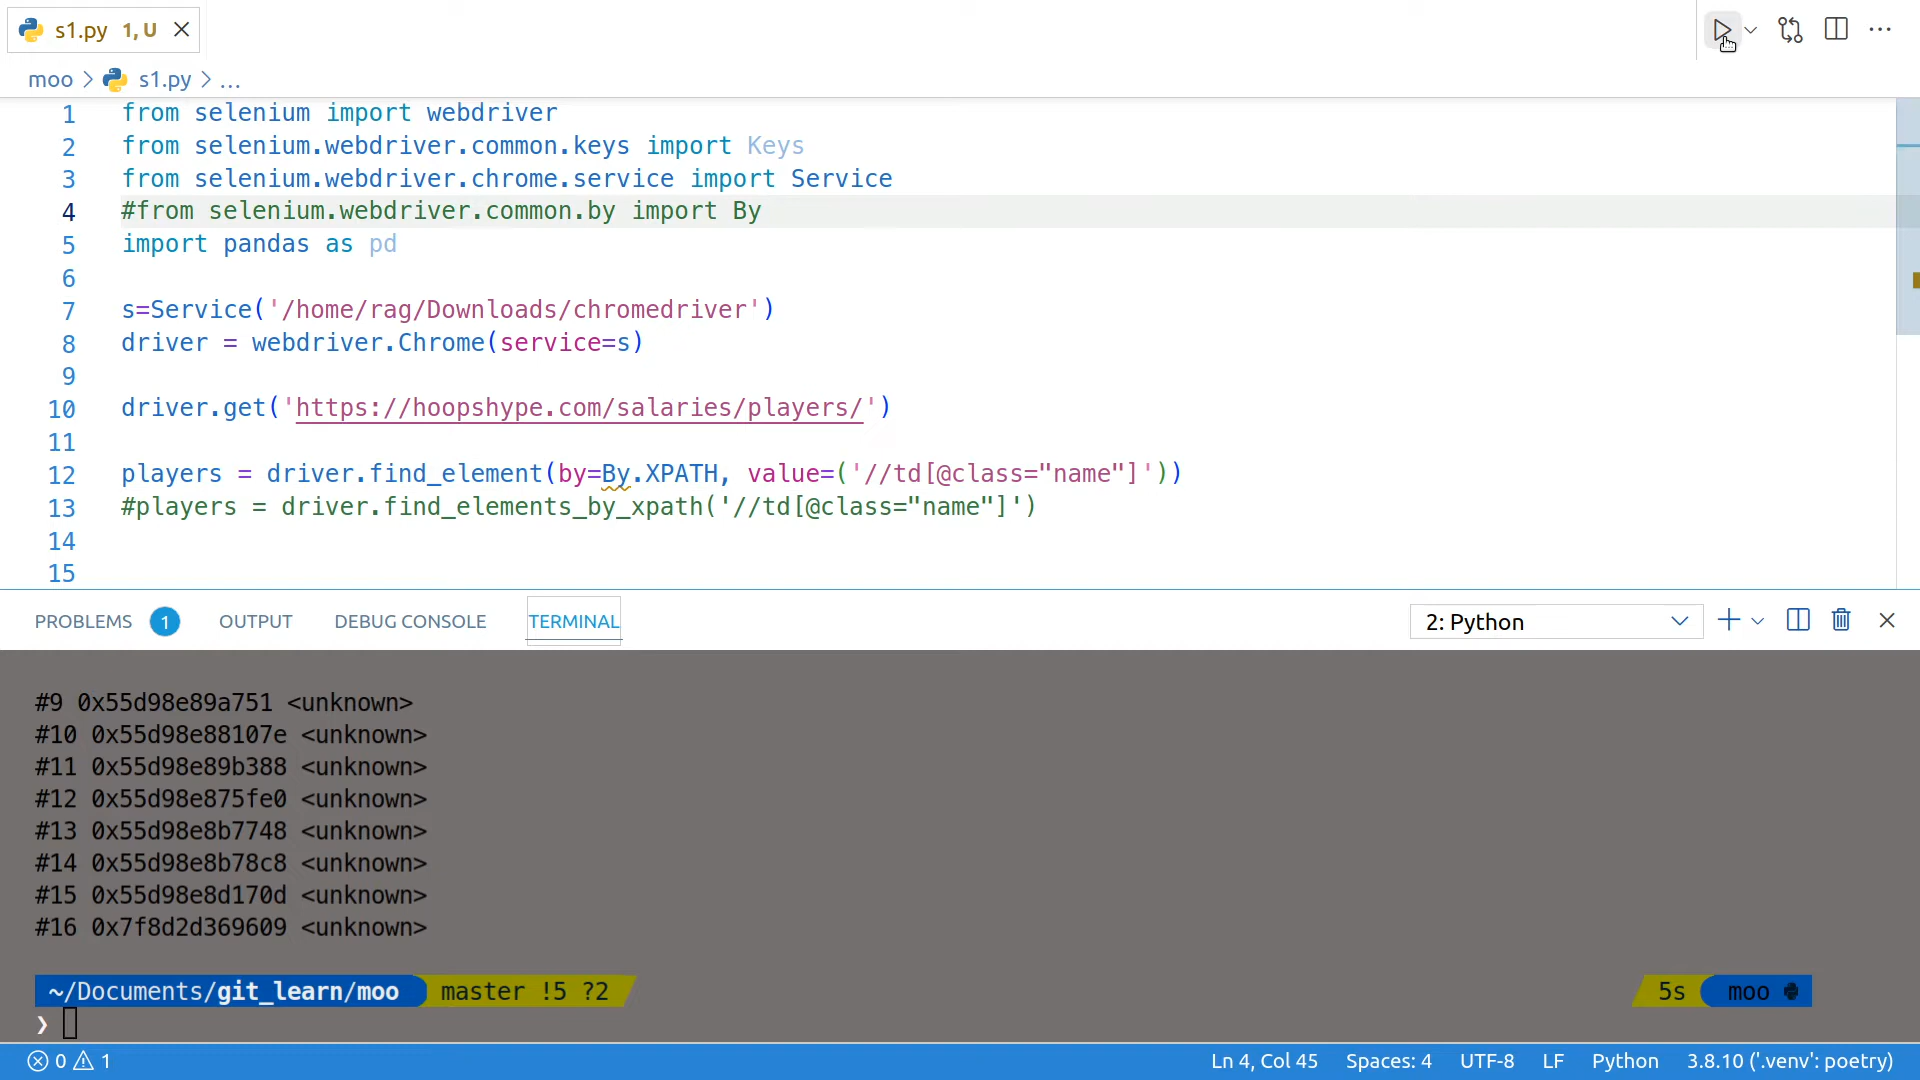 s1.py 1, U
moo > s1.py > ...
1 from selenium import webdriver
2 from selenium.webdriver.common.keys import Keys
3 from selenium.webdriver.chrome.service import Service
4 #from selenium.webdriver.common.by import By
5 import pandas as pd
6
7 s=Service('/home/rag/Downloads/chromedriver')
8 driver = webdriver.Chrome(service=s)
9
10 driver.get('https://hoopshype.com/salaries/players/')
11
12 players = driver.find_element(by=By.XPATH, value=('//td[@class="name"]'))
13 #players = driver.find_elements_by_xpath('//td[@class="name"]')
14
15
PROBLEMS 1 OUTPUT DEBUG CONSOLE TERMINAL 2: Python
#9 0x55d98e89a751 <unknown>
#10 0x55d98e88107e <unknown>
#11 0x55d98e89b388 <unknown>
#12 0x55d98e875fe0 <unknown>
#13 0x55d98e8b7748 <unknown>
#14 0x55d98e8b78c8 <unknown>
#15 0x55d98e8d170d <unknown>
#16 0x7f8d2d369609 <unknown>
~/Documents/git_learn/moo master !5 ?2 5s moo
❯
0 1 Ln 4, Col 45 Spaces: 4 UTF-8 LF Python 3.8.10 ('.venv': poetry)